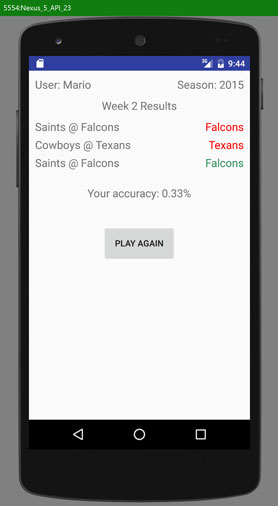 5554:Nexus_5_API_23
3G 9:44
User: Mario Season: 2015
Week 2 Results
Saints @ Falcons Falcons
Cowboys @ Texans Texans
Saints @ Falcons Falcons
Your accuracy: 0.33%
PLAY AGAIN